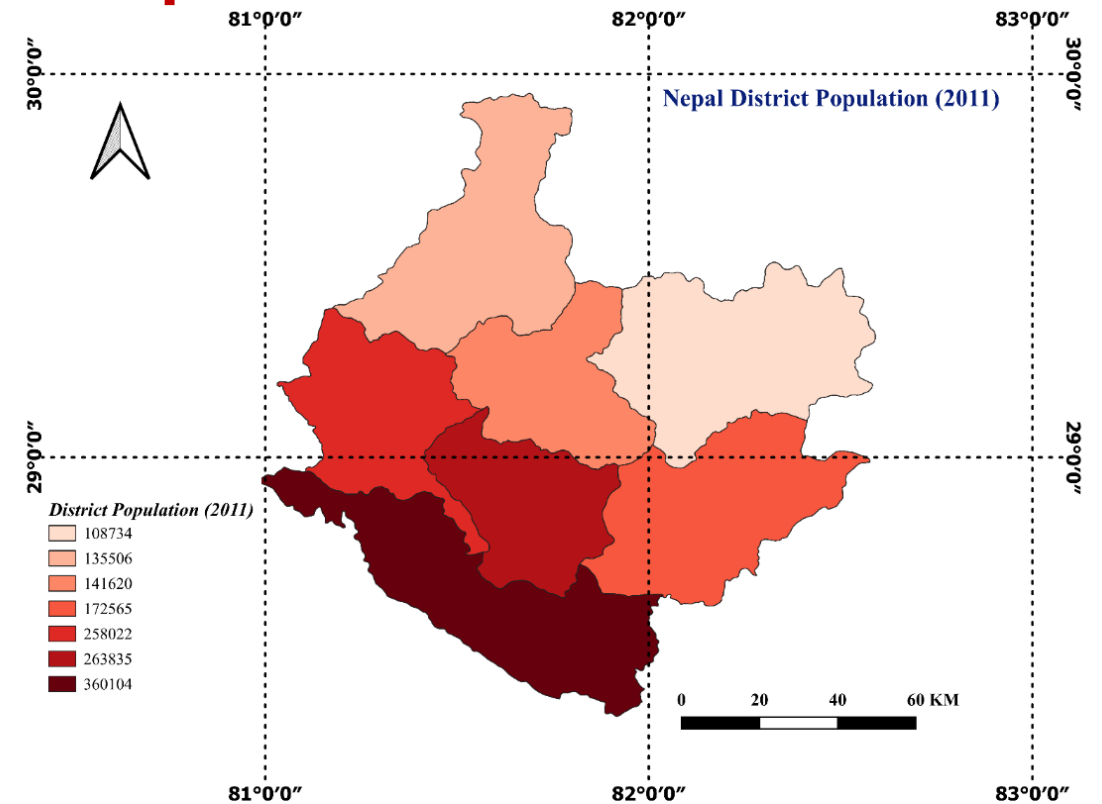 81°0′0″ 82°0′0″ 83°0′0″
30°0′0″ 30°0′0″
Nepal District Population (2011)
29°0′0″ 29°0′0″
District Population (2011)
108734
135506
141620
172565
258022
263835
360104
0 20 40 60 KM
81°0′0″ 82°0′0″ 83°0′0″